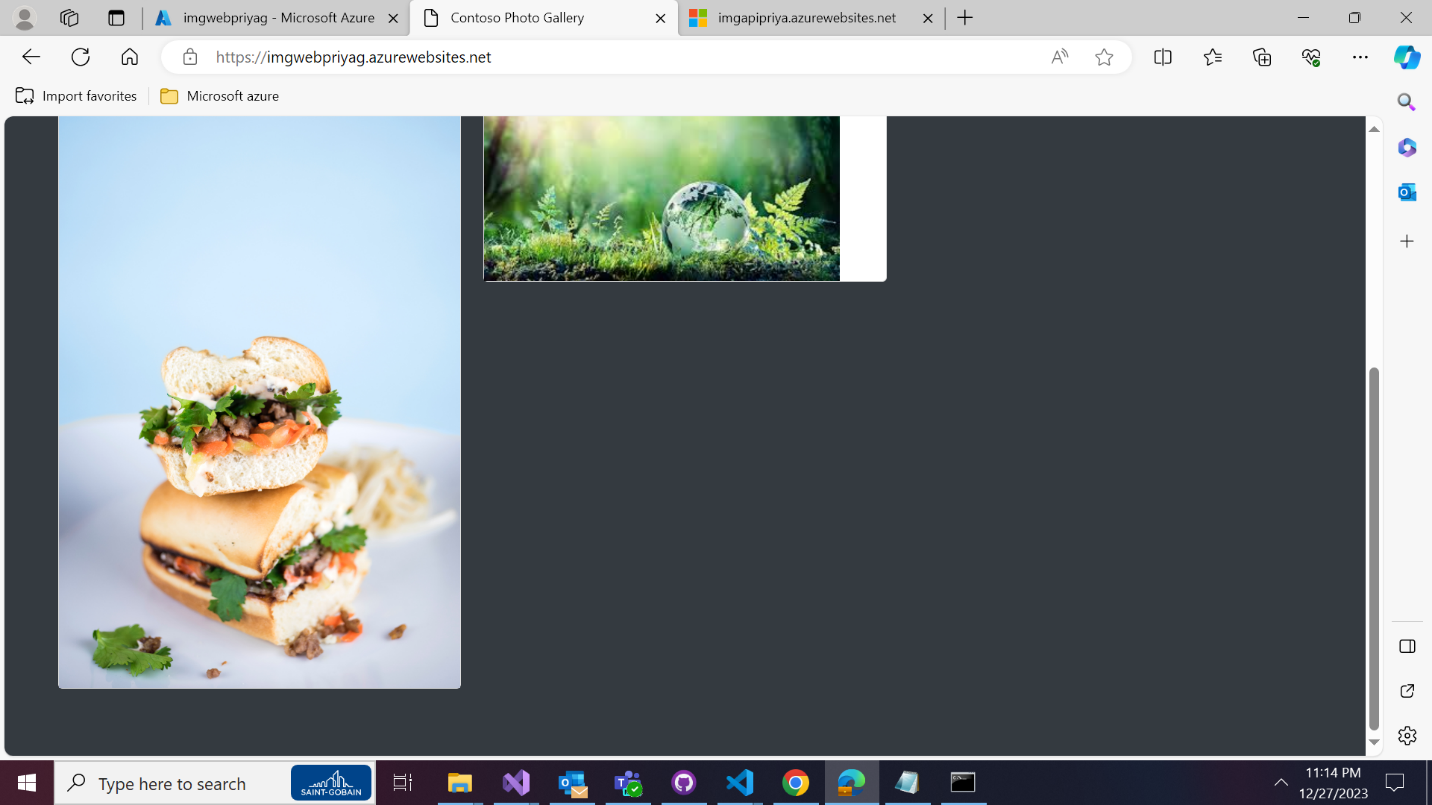 imgwebpriyag - Microsoft Azure
Contoso Photo Gallery
imgapipriya.azurewebsites.net
https://imgwebpriyag.azurewebsites.net
Import favorites
Microsoft azure
Type here to search
SAINT-GOBAIN
11:14 PM
12/27/2023